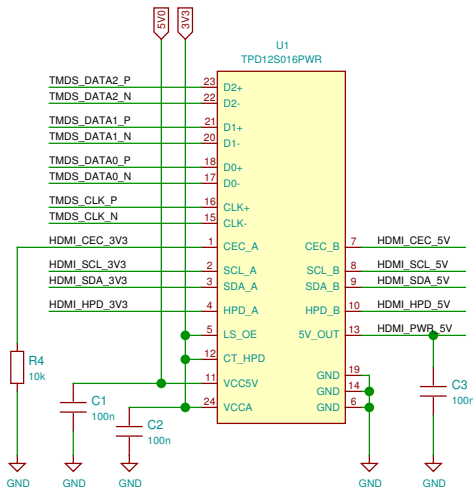 5V0
3V3
U1
TPD12S016PWR
TMDS_DATA2_P 23 D2+
TMDS_DATA2_N 22 D2-
TMDS_DATA1_P 21 D1+
TMDS_DATA1_N 20 D1-
TMDS_DATA0_P 18 D0+
TMDS_DATA0_N 17 D0-
TMDS_CLK_P 16 CLK+
TMDS_CLK_N 15 CLK-
HDMI_CEC_3V3 1 CEC_A CEC_B 7 HDMI_CEC_5V
HDMI_SCL_3V3 2 SCL_A SCL_B 8 HDMI_SCL_5V
HDMI_SDA_3V3 3 SDA_A SDA_B 9 HDMI_SDA_5V
HDMI_HPD_3V3 4 HPD_A HPD_B 10 HDMI_HPD_5V
5 LS_OE 5V_OUT 13 HDMI_PWR_5V
12 CT_HPD
GND 19
11 VCC5V
GND 14
24 VCCA GND 6
R4
10k
C1
100n
C2
100n
C3
100n
GND GND GND GND GND